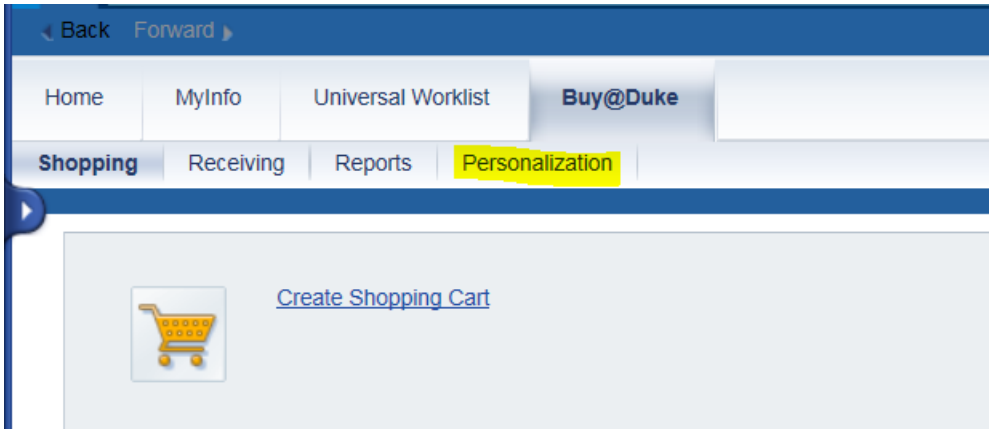 Back Forward
Home MyInfo Universal Worklist Buy@Duke
Shopping Receiving Reports Personalization
Create Shopping Cart